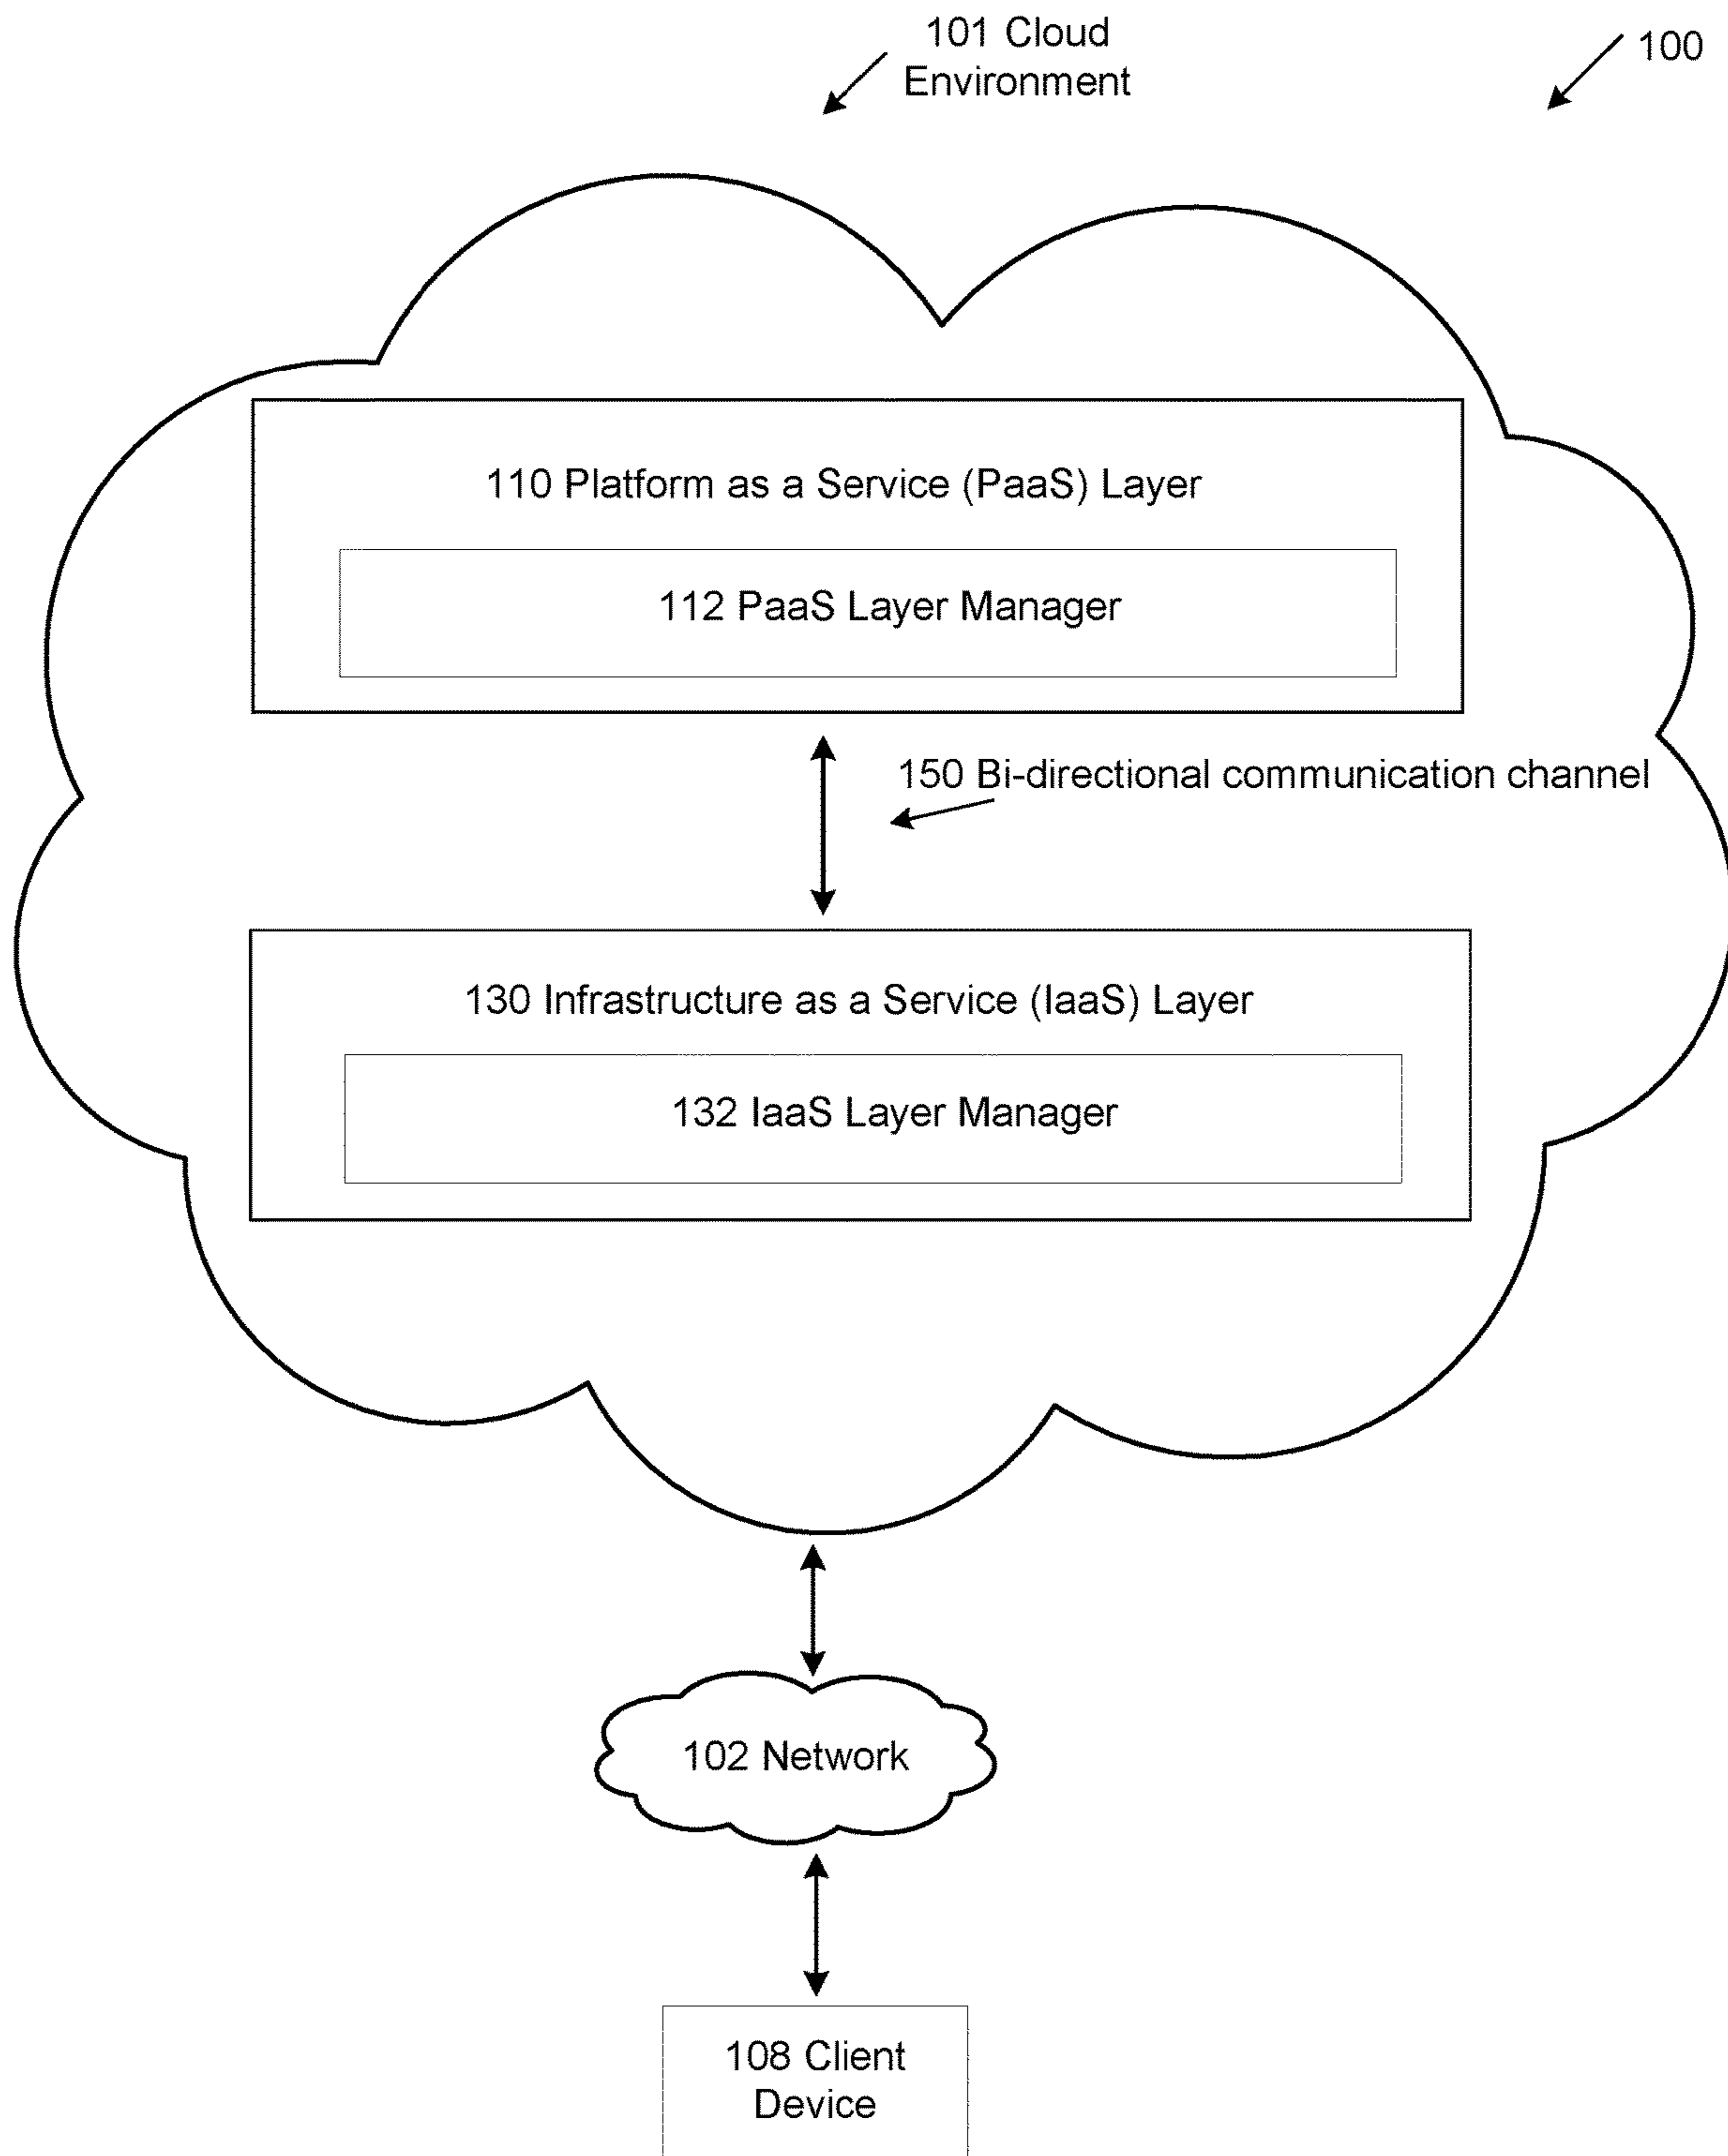 101 Cloud
Environment
100
110 Platform as a Service (PaaS) Layer
112 PaaS Layer Manager
150 Bi-directional communication channel
130 Infrastructure as a Service (IaaS) Layer
132 IaaS Layer Manager
102 Network
108 Client
Device